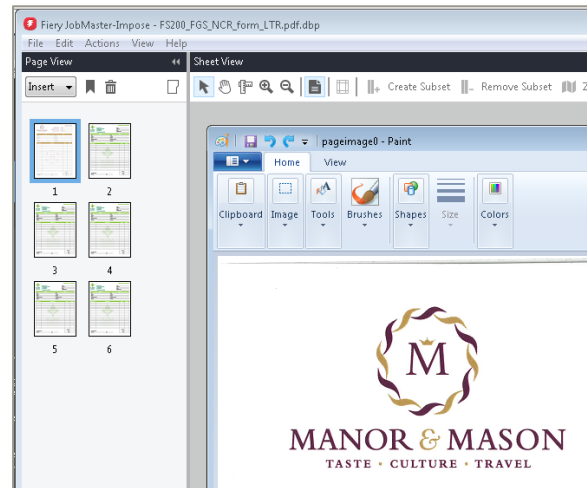 Fiery JobMaster-Impose - FS200_FGS_NCR_form_LTR.pdf.dbp
File Edit Actions View Help
Page View
Sheet View
Insert
Create Subset
Remove Subset
1 2
3 4
5 6
pageimage0 - Paint
Home View
Clipboard Image Tools Brushes Shapes Size Colors
M
MANOR & MASON
TASTE • CULTURE • TRAVEL